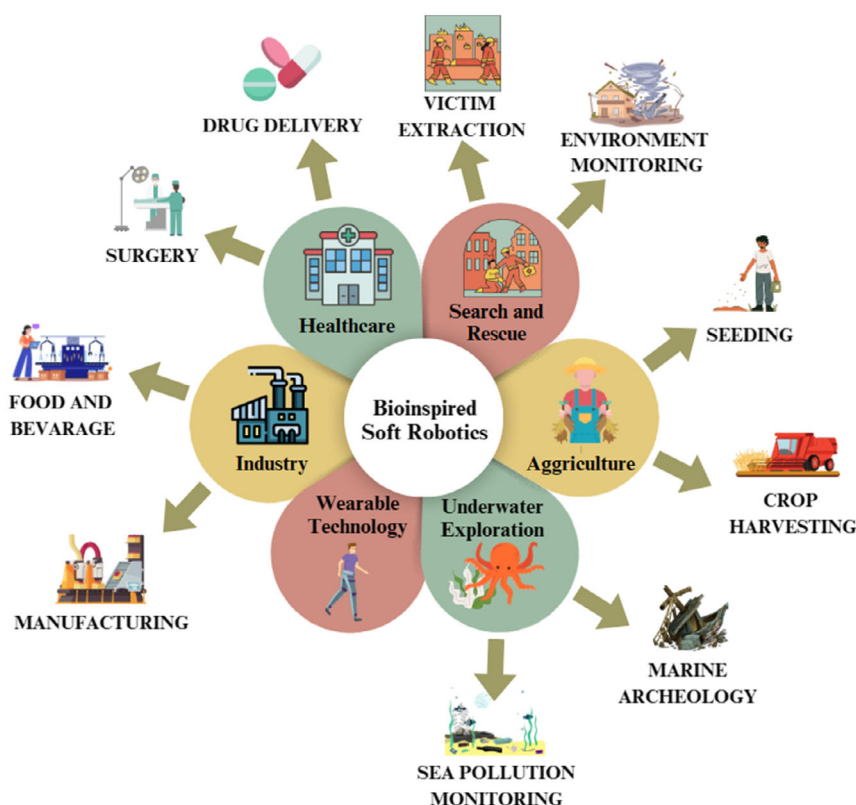 DRUG DELIVERY
VICTIM
EXTRACTION
ENVIRONMENT
MONITORING
SURGERY
Healthcare
Search and
Rescue
SEEDING
FOOD AND
BEVARAGE
Industry
Bioinspired
Soft Robotics
Aggriculture
CROP
HARVESTING
Wearable
Technology
Underwater
Exploration
MANUFACTURING
MARINE
ARCHEOLOGY
SEA POLLUTION
MONITORING